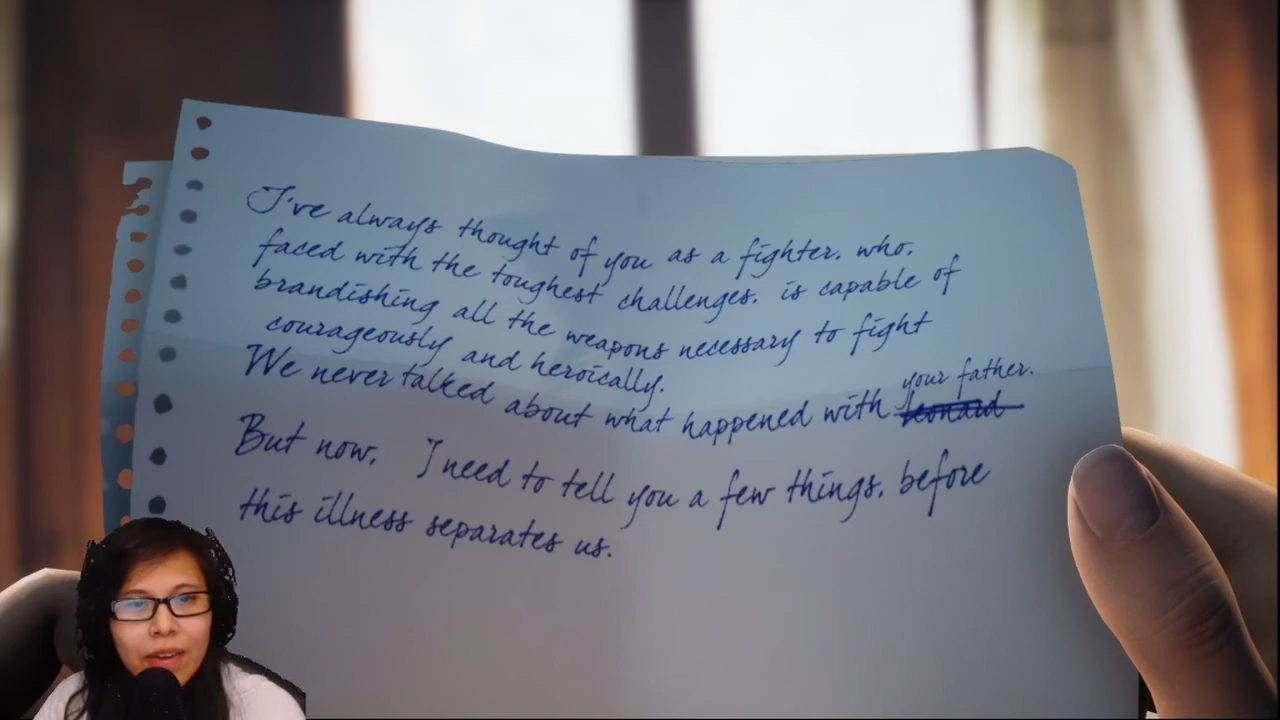 I've always thought of you as a fighter. who.
faced with the toughest challenges. is capable of
brandishing all the weapons necessary to fight
courageously and heroically.
We never talked about what happened with leonard your father.
But now. I need to tell you a few things. before
this illness separates us.